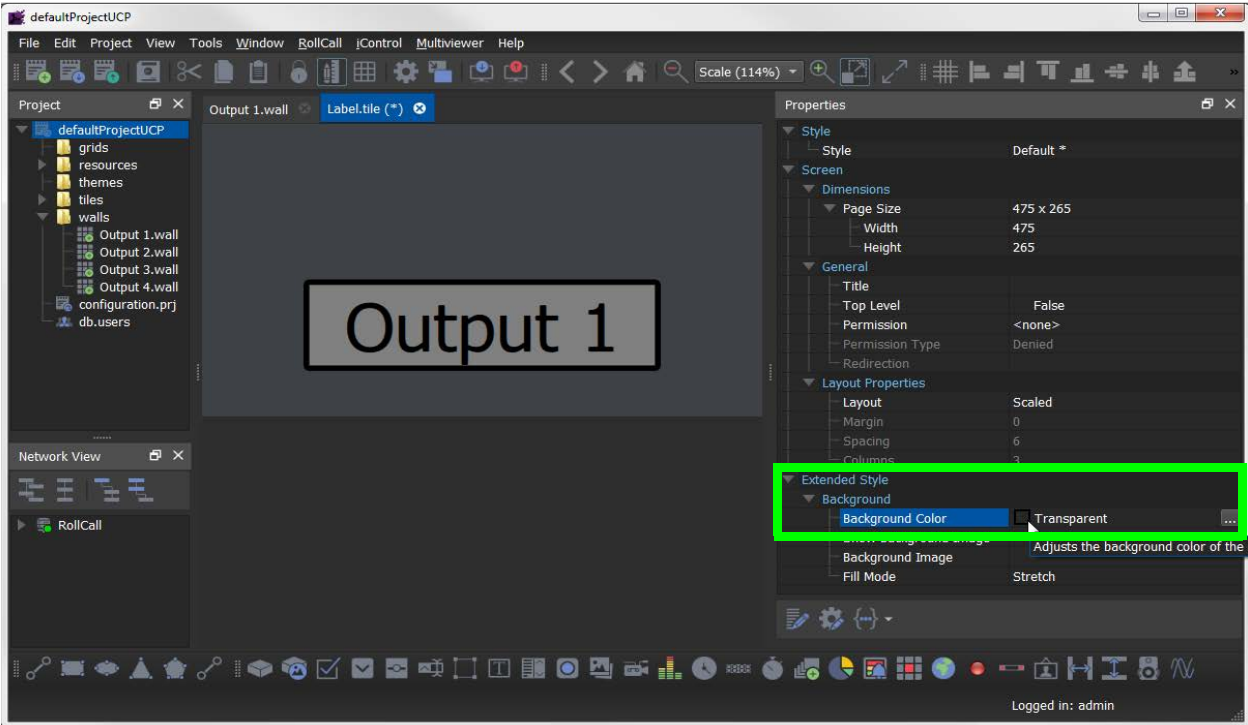 defaultProjectUCP
File Edit Project View Tools Window RollCall iControl Multiviewer Help
Scale (114%)
Project
defaultProjectUCP
grids
resources
themes
tiles
walls
Output 1.wall
Output 2.wall
Output 3.wall
Output 4.wall
configuration.prj
db.users
Network View
RollCall
Output 1.wall Label.tile (*)
Output 1
Properties
Style
Style Default *
Screen
Dimensions
Page Size 475 x 265
Width 475
Height 265
General
Title
Top Level False
Permission <none>
Permission Type Denied
Redirection
Layout Properties
Layout Scaled
Margin 0
Spacing 6
Columns 3
Extended Style
Background
Background Color Transparent ...
Show Background Image
Adjusts the background color of the
Background Image
Fill Mode Stretch
Logged in: admin